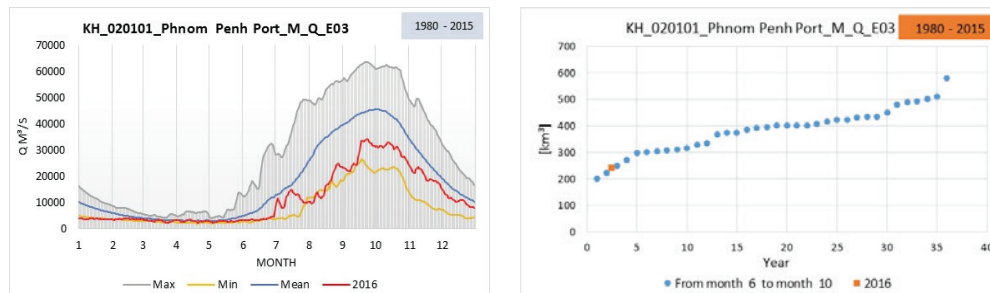 KH_020101_Phnom Penh Port_M_Q_E03
1980 - 2015
70000
60000
50000
40000
30000
20000
10000
0
Q M³/S
1 2 3 4 5 6 7 8 9 10 11 12
MONTH
Max Min Mean 2016
KH_020101_Phnom Penh Port_M_Q_E03
1980 - 2015
700
600
500
400
300
200
100
0
[km³]
0 5 10 15 20 25 30 35 40
Year
From month 6 to month 10 2016